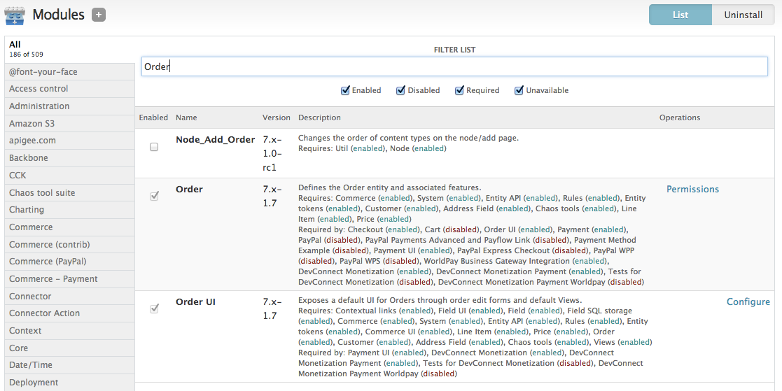 Modules +
List
Uninstall
All
186 of 509
@font-your-face
Access control
Administration
Amazon S3
apigee.com
Backbone
CCK
Chaos tool suite
Charting
Commerce
Commerce (contrib)
Commerce (PayPal)
Commerce - Payment
Connector
Connector Action
Context
Core
Date/Time
Deployment
FILTER LIST
Order
Enabled
Disabled
Required
Unavailable
Enabled
Name
Version
Description
Operations
Node_Add_Order
7.x-
1.0-
rc1
Changes the order of content types on the node/add page.
Requires: Util (enabled), Node (enabled)
Order
7.x-
1.7
Defines the Order entity and associated features.
Requires: Commerce (enabled), System (enabled), Entity API (enabled), Rules (enabled), Entity
tokens (enabled), Customer (enabled), Address Field (enabled), Chaos tools (enabled), Line
Item (enabled), Price (enabled)
Required by: Checkout (enabled), Cart (disabled), Order UI (enabled), Payment (enabled),
PayPal (disabled), PayPal Payments Advanced and Payflow Link (disabled), Payment Method
Example (disabled), Payment UI (enabled), PayPal Express Checkout (disabled), PayPal WPP
(disabled), PayPal WPS (disabled), WorldPay Business Gateway Integration (enabled),
DevConnect Monetization (enabled), DevConnect Monetization Payment (enabled), Tests for
DevConnect Monetization (disabled), DevConnect Monetization Payment Worldpay (disabled)
Permissions
Order UI
7.x-
1.7
Exposes a default UI for Orders through order edit forms and default Views.
Requires: Contextual links (enabled), Field UI (enabled), Field (enabled), Field SQL storage
(enabled), Commerce (enabled), System (enabled), Entity API (enabled), Rules (enabled), Entity
tokens (enabled), Commerce UI (enabled), Line Item (enabled), Price (enabled), Order
(enabled), Customer (enabled), Address Field (enabled), Chaos tools (enabled), Views (enabled)
Required by: Payment UI (enabled), DevConnect Monetization (enabled), DevConnect
Monetization Payment (enabled), Tests for DevConnect Monetization (disabled), DevConnect
Monetization Payment Worldpay (disabled)
Configure